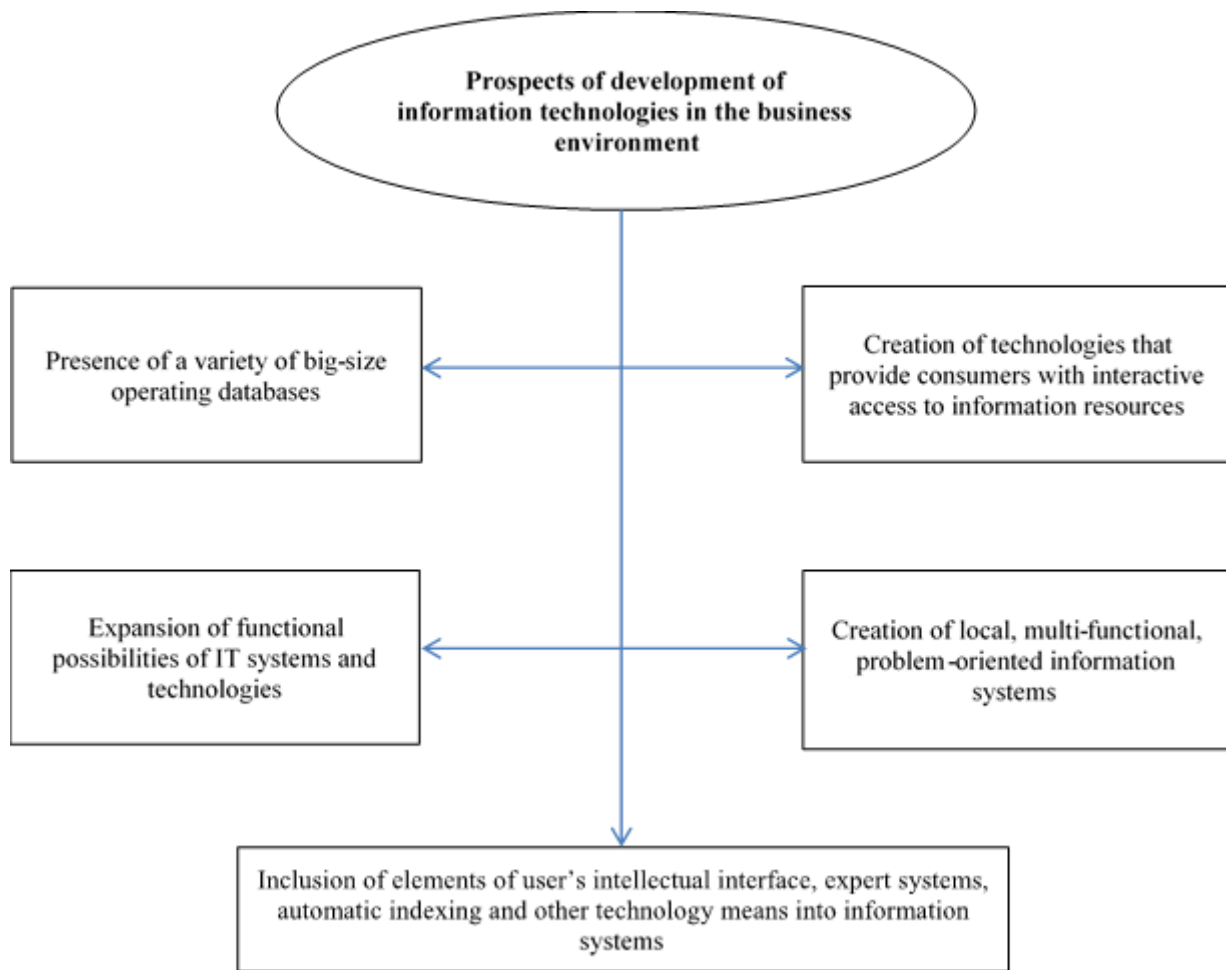 Prospects of development of
information technologies in the business
environment
Presence of a variety of big-size
operating databases
Creation of technologies that
provide consumers with interactive
access to information resources
Expansion of functional
possibilities of IT systems and
technologies
Creation of local, multi-functional,
problem-oriented information
systems
Inclusion of elements of user’s intellectual interface, expert systems,
automatic indexing and other technology means into information
systems